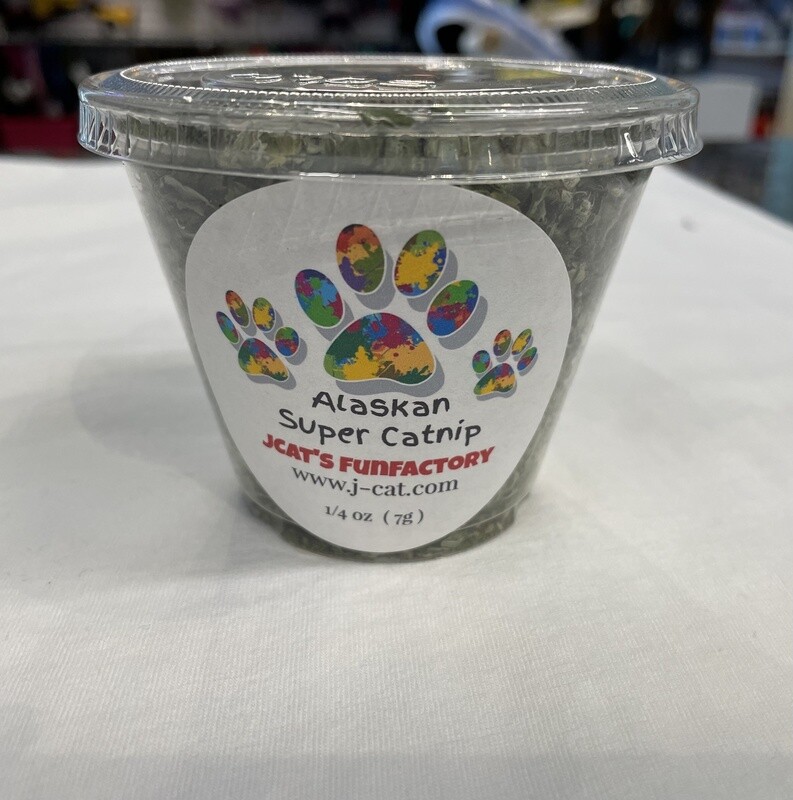 Alaskan
Super Catnip
JCAT'S FUNFACTORY
www.j-cat.com
1/4 oz (7g)